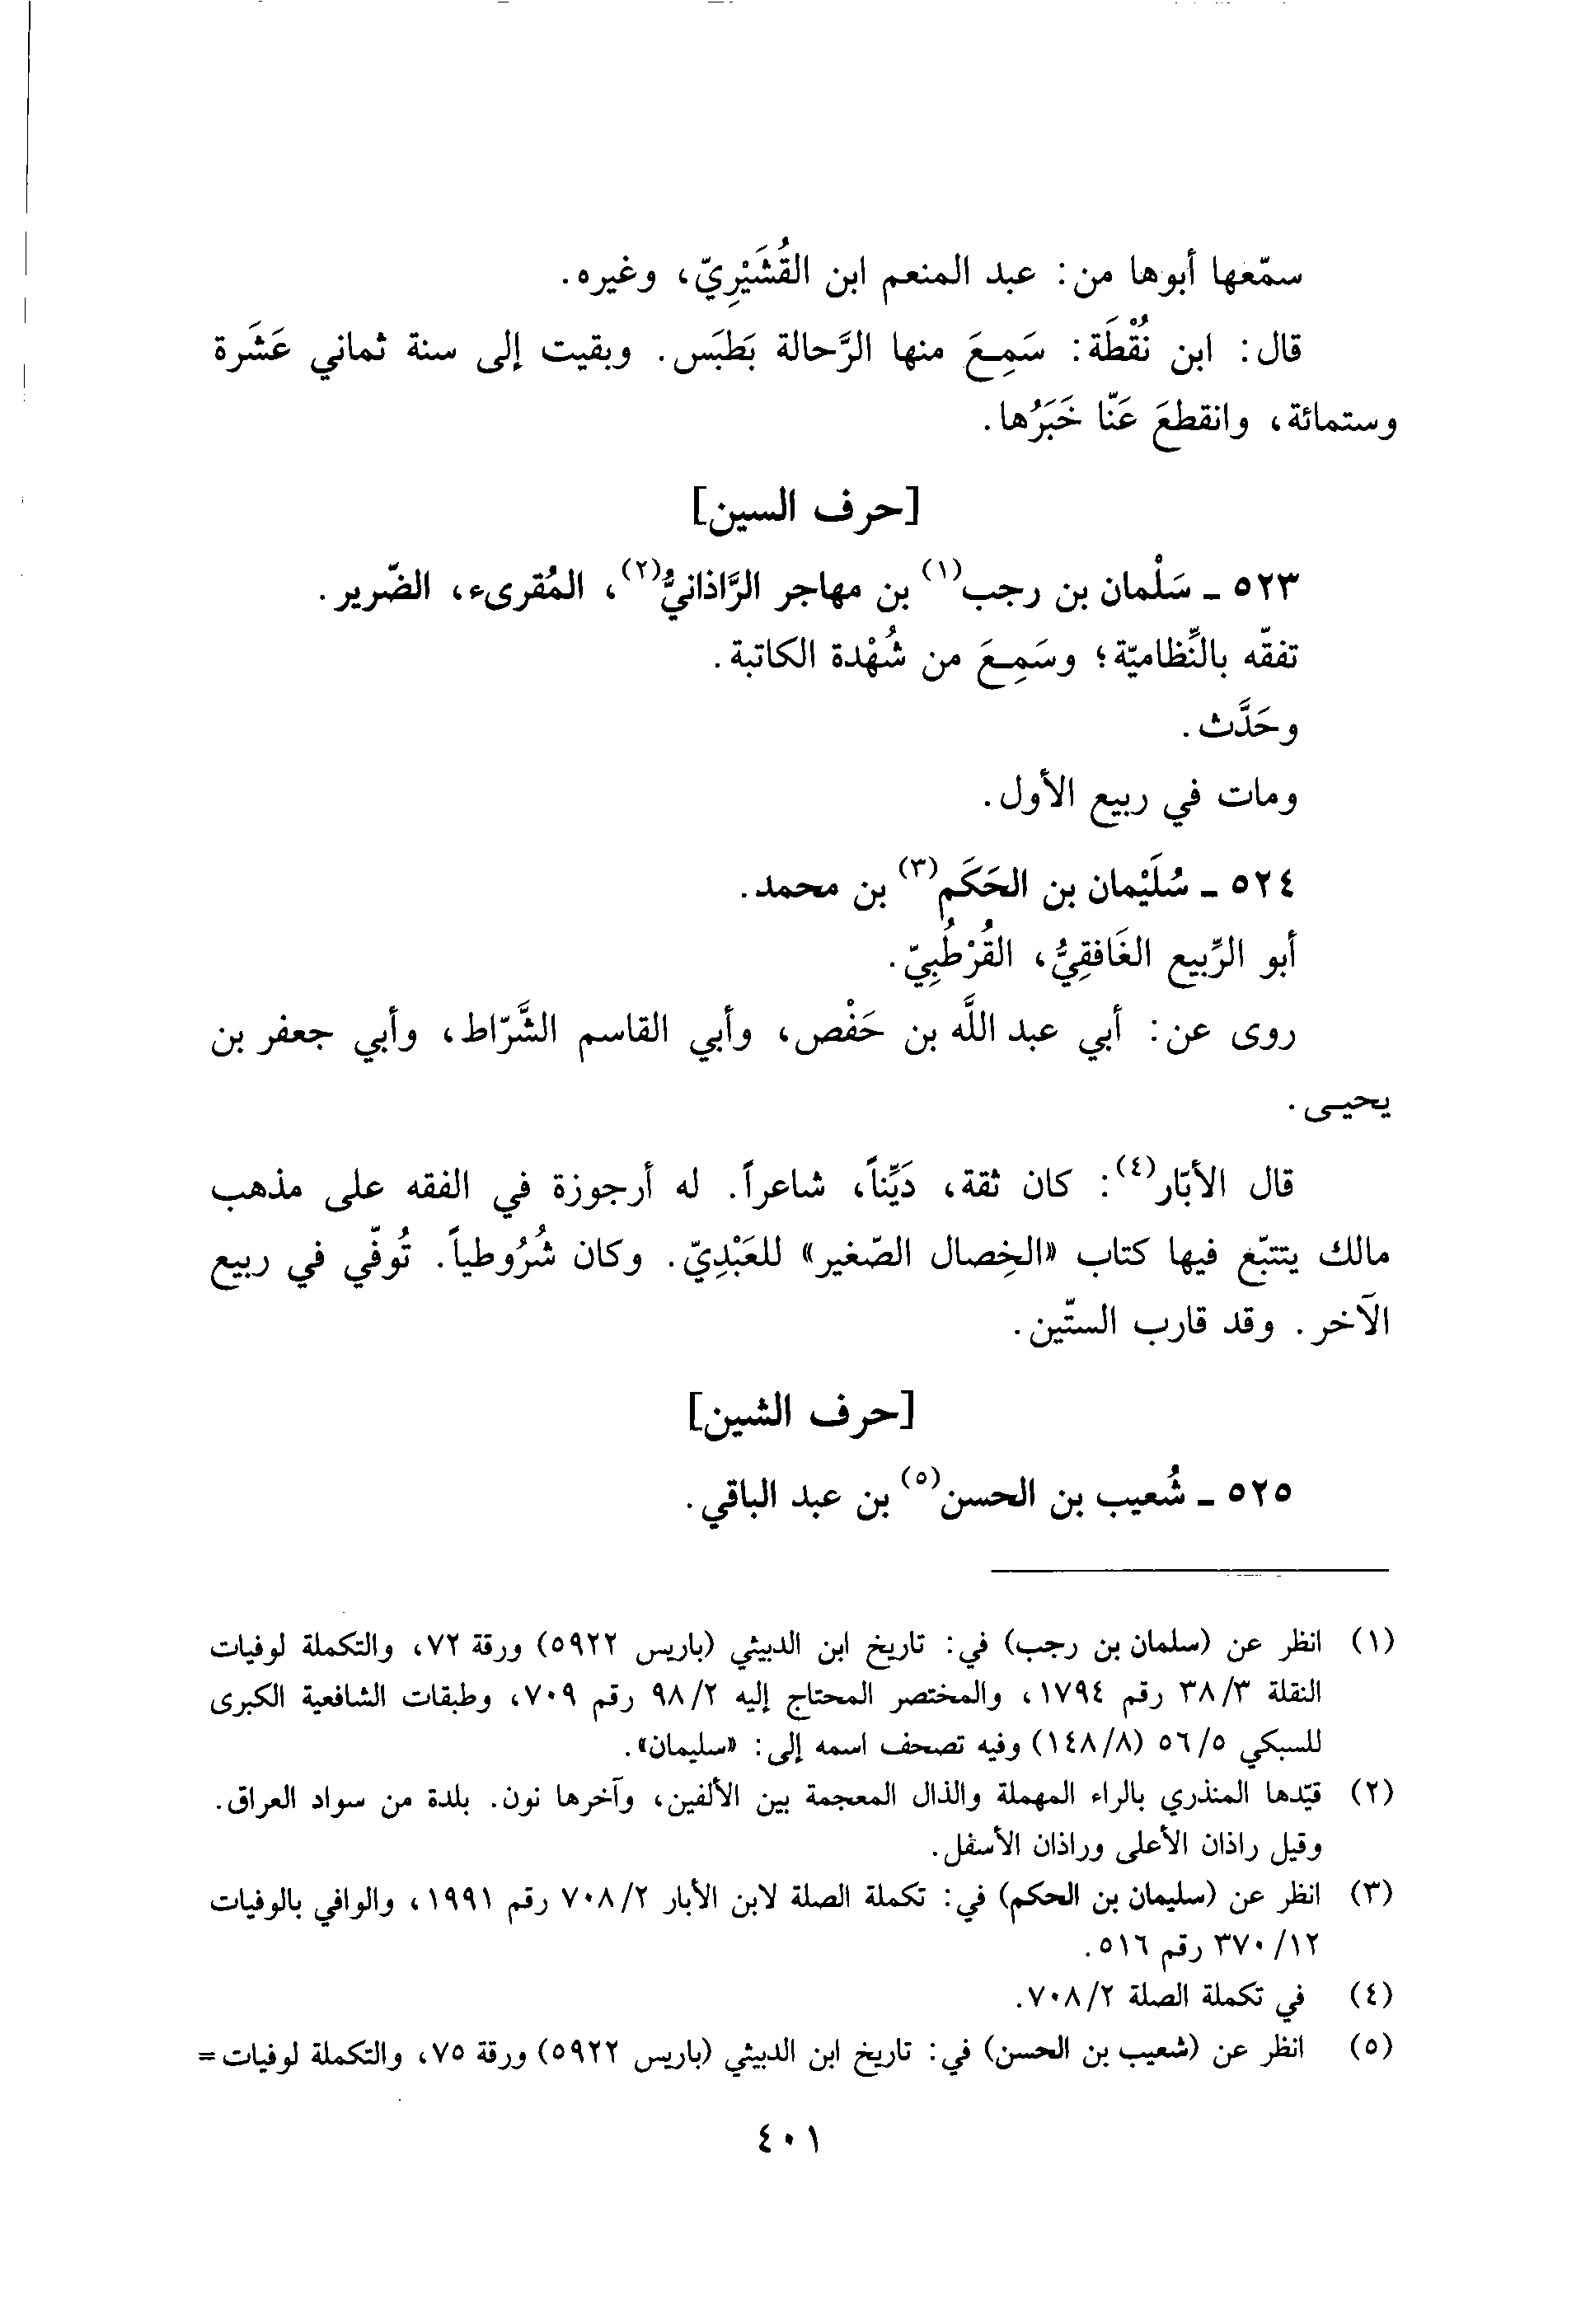 سمّعها أبوها من: عبد المنعم ابن القُشَيْرِيّ، وغيره.
قال: ابن نُقْطَة: سَمِعَ منها الرَّحالة بَطبَس. وبقيت إلى سنة ثماني عَشَرة
وستمائة، وانقطعَ عَنّا خَبَرُها.
[حرف السين]
٥٢٣ ـ سَلْمان بن رجب(١) بن مهاجر الرَّاذانيُّ(٢)، المُقرىء، الضّرير.
تفقّه بالنِّظاميّة؛ وسَمِعَ من شُهْدة الكاتبة.
وحَدَّث.
ومات في ربيع الأول.
٥٢٤ ـ سُلَيْمان بن الحَكَم(٣) بن محمد.
أبو الرَّبيع الغَافقِيُّ، القُرْطُبِيّ.
روى عن: أبي عبد اللَّه بن حَفْص، وأبي القاسم الشَّرّاط، وأبي جعفر بن
يحيى.
قال الأبّار(٤): كان ثقة، دَيِّناً، شاعراً. له أرجوزة في الفقه على مذهب
مالك يتتبّع فيها كتاب «الخِصال الصّغير» للعَبْدِيّ. وكان شُرُوطياً. تُوفّي في ربيع
الآخر. وقد قارب الستّين.
[حرف الشين]
٥٢٥ ـ شُعيب بن الحسن(٥) بن عبد الباقي.
(١) انظر عن (سلمان بن رجب) في: تاريخ ابن الدبيثي (باريس ٥٩٢٢) ورقة ٧٢، والتكملة لوفيات
النقلة ٣٨/٣ رقم ١٧٩٤، والمختصر المحتاج إليه ٩٨/٢ رقم ٧٠٩، وطبقات الشافعية الكبرى
للسبكي ٥٦/٥ (١٤٨/٨) وفيه تصحف اسمه إلى: «سليمان».
(٢) قيّدها المنذري بالراء المهملة والذال المعجمة بين الألفين، وآخرها نون. بلدة من سواد العراق.
وقيل راذان الأعلى وراذان الأسفل.
(٣) انظر عن (سليمان بن الحكم) في: تكملة الصلة لابن الأبار ٧٠٨/٢ رقم ١٩٩١، والوافي بالوفيات
٣٧٠/١٢ رقم ٥١٦.
(٤) في تكملة الصلة ٧٠٨/٢.
(٥) انظر عن (شعيب بن الحسن) في: تاريخ ابن الدبيثي (باريس ٥٩٢٢) ورقة ٧٥، والتكملة لوفيات =
٤٠١